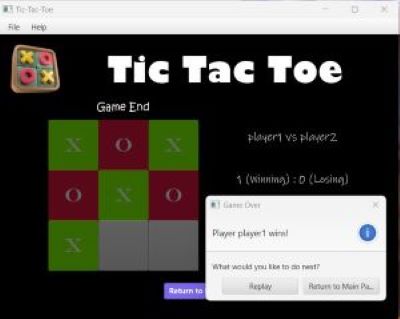 Tic-Tac-Toe
File Help
Tic Tac Toe
Game End
X O X
player1 vs player2
O X O
1 (Winning) : 0 (Losing)
X
Game Over
Player player1 wins!
What would you like to do nest?
Replay Return to Main Pa...
Return to